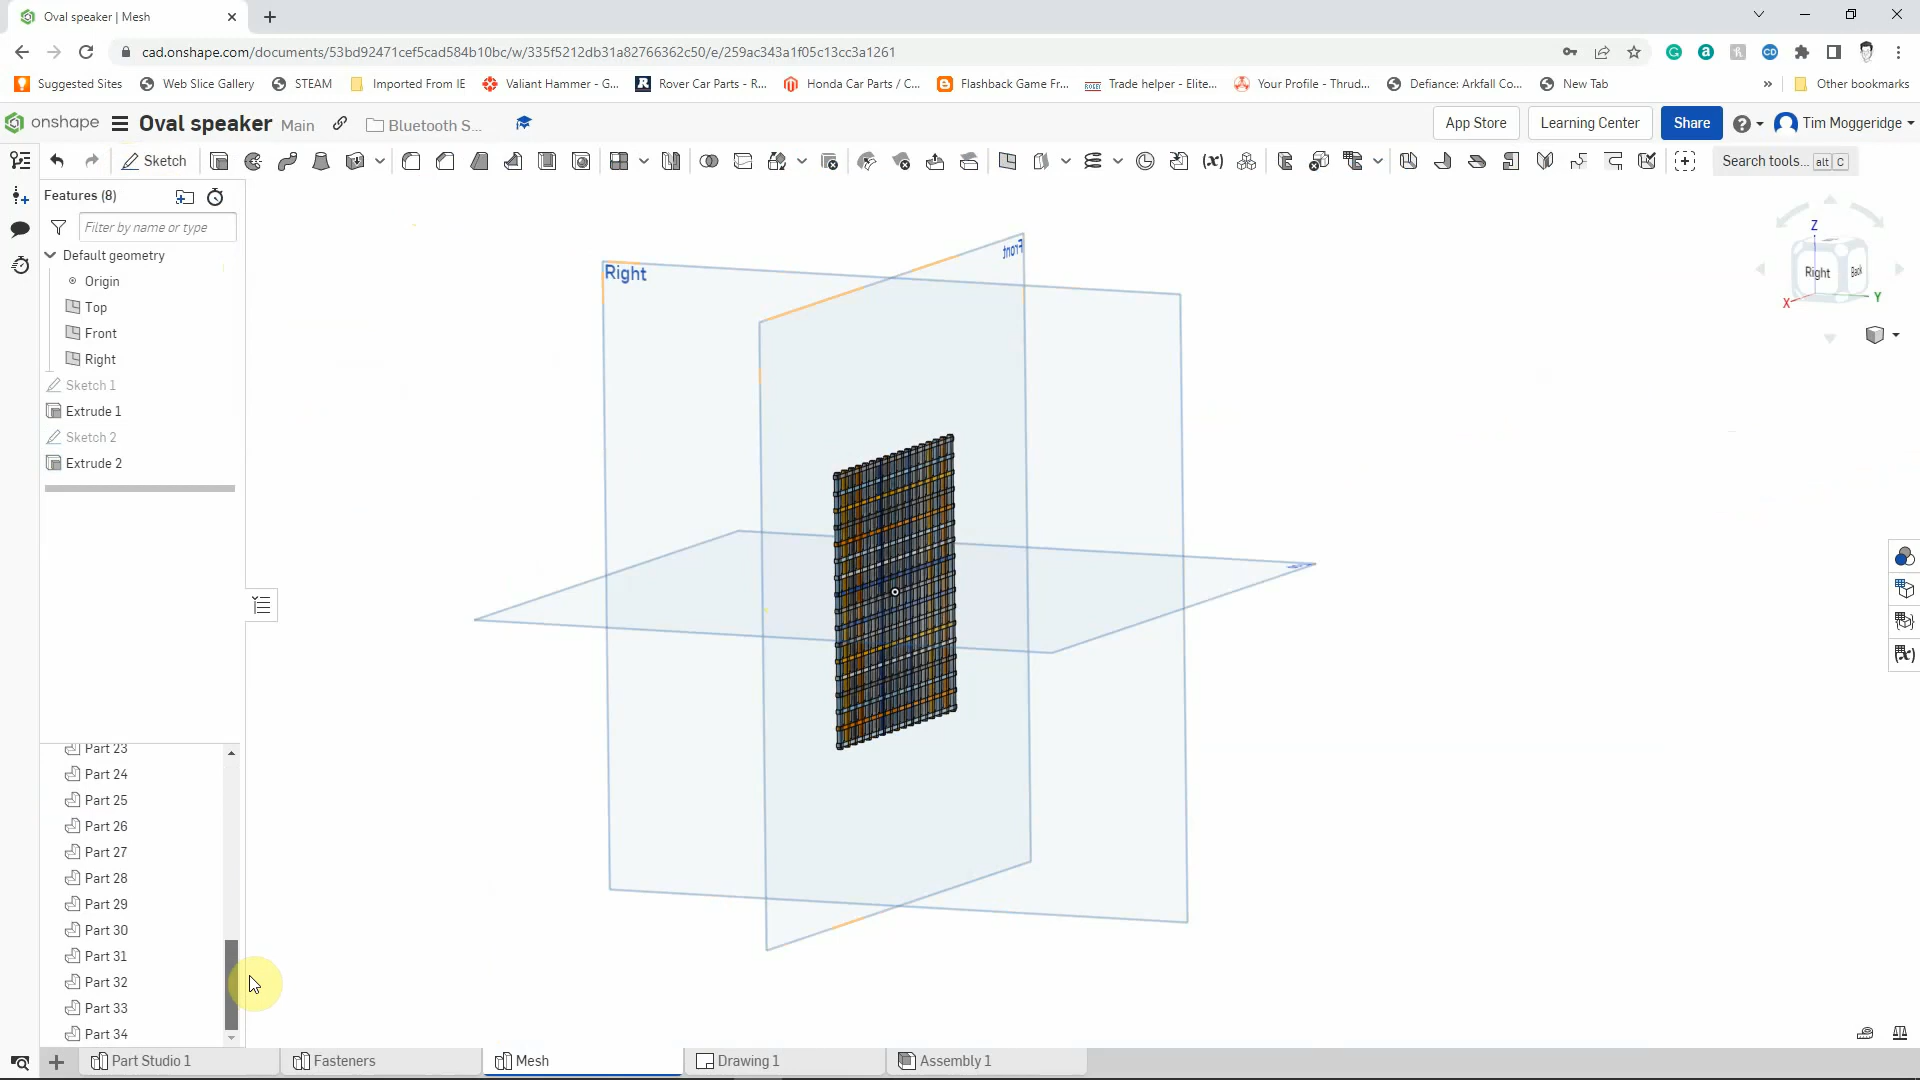 Oval speaker | Mesh
cad.onshape.com/documents/53bd92471cef5cad584b10bc/w/335f5212db31a82766362c50/e/259ac343a1f05c13cc3a1261
Suggested Sites
Web Slice Gallery
STEAM
Imported From IE
Valiant Hammer - G...
Rover Car Parts - R...
Honda Car Parts / C...
Flashback Game Fr...
Trade helper - Elite...
Your Profile - Thrud...
Defiance: Arkfall Co...
New Tab
»
Other bookmarks
onshape
Oval speaker Main
Bluetooth S...
App Store
Learning Center
Share
Tim Moggeridge
Sketch
Search tools... alt C
Features (8)
Filter by name or type
Default geometry
Origin
Top
Front
Right
Sketch 1
Extrude 1
Sketch 2
Extrude 2
Right
Front
Z
Right
Back
X
Y
Part 23
Part 24
Part 25
Part 26
Part 27
Part 28
Part 29
Part 30
Part 31
Part 32
Part 33
Part 34
Part Studio 1
Fasteners
Mesh
Drawing 1
Assembly 1